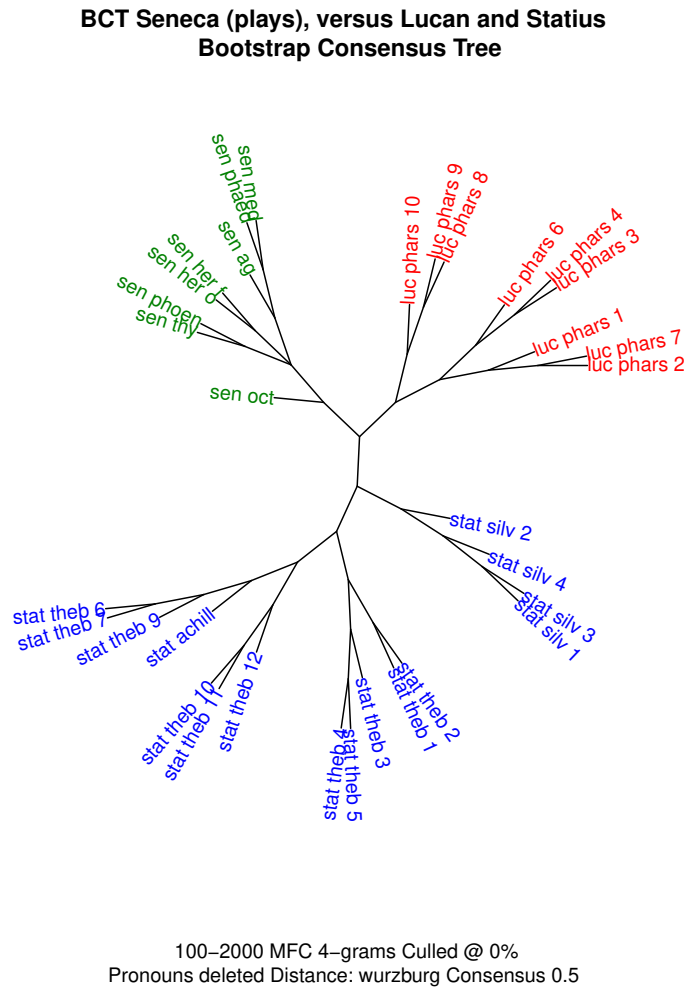 BCT Seneca (plays), versus Lucan and Statius
Bootstrap Consensus Tree
sen med
sen phaed
sen ag
sen her f
sen her o
sen phoen
sen thy
sen oct
luc phars 10
luc phars 9
luc phars 8
luc phars 6
luc phars 4
luc phars 3
luc phars 1
luc phars 7
luc phars 2
stat silv 2
stat silv 4
stat silv 3
stat silv 1
stat theb 2
stat theb 1
stat theb 3
stat theb 5
stat theb 4
stat theb 12
stat theb 11
stat theb 10
stat achill
stat theb 9
stat theb 7
stat theb 6
100−2000 MFC 4−grams Culled @ 0%
Pronouns deleted Distance: wurzburg Consensus 0.5